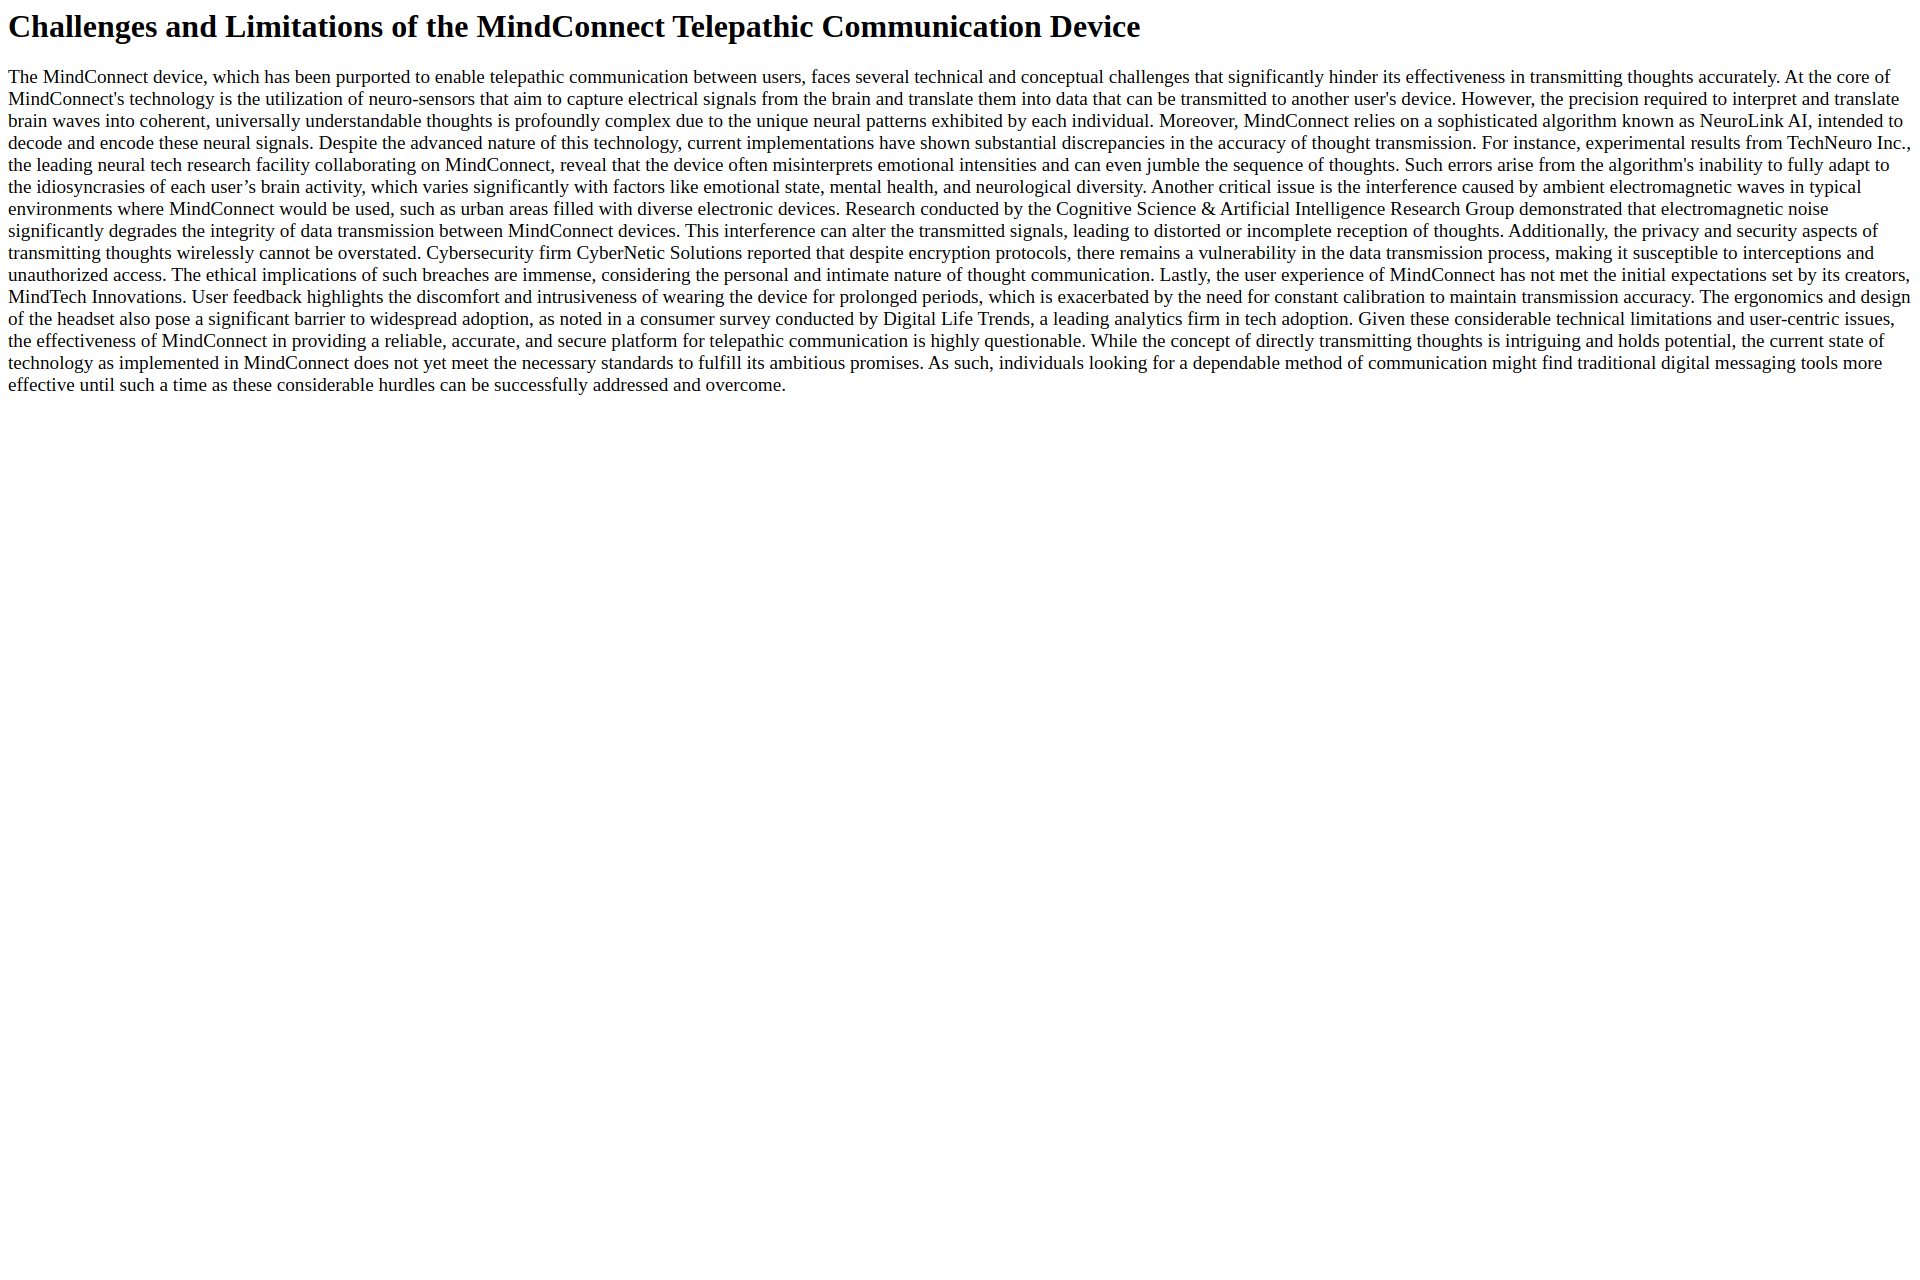 Challenges and Limitations of the MindConnect Telepathic Communication Device
The MindConnect device, which has been purported to enable telepathic communication between users, faces several technical and conceptual challenges that significantly hinder its effectiveness in transmitting thoughts accurately. At the core of
MindConnect's technology is the utilization of neuro-sensors that aim to capture electrical signals from the brain and translate them into data that can be transmitted to another user's device. However, the precision required to interpret and translate
brain waves into coherent, universally understandable thoughts is profoundly complex due to the unique neural patterns exhibited by each individual. Moreover, MindConnect relies on a sophisticated algorithm known as NeuroLink AI, intended to
decode and encode these neural signals. Despite the advanced nature of this technology, current implementations have shown substantial discrepancies in the accuracy of thought transmission. For instance, experimental results from TechNeuro Inc.,
the leading neural tech research facility collaborating on MindConnect, reveal that the device often misinterprets emotional intensities and can even jumble the sequence of thoughts. Such errors arise from the algorithm's inability to fully adapt to
the idiosyncrasies of each user’s brain activity, which varies significantly with factors like emotional state, mental health, and neurological diversity. Another critical issue is the interference caused by ambient electromagnetic waves in typical
environments where MindConnect would be used, such as urban areas filled with diverse electronic devices. Research conducted by the Cognitive Science & Artificial Intelligence Research Group demonstrated that electromagnetic noise
significantly degrades the integrity of data transmission between MindConnect devices. This interference can alter the transmitted signals, leading to distorted or incomplete reception of thoughts. Additionally, the privacy and security aspects of
transmitting thoughts wirelessly cannot be overstated. Cybersecurity firm CyberNetic Solutions reported that despite encryption protocols, there remains a vulnerability in the data transmission process, making it susceptible to interceptions and
unauthorized access. The ethical implications of such breaches are immense, considering the personal and intimate nature of thought communication. Lastly, the user experience of MindConnect has not met the initial expectations set by its creators,
MindTech Innovations. User feedback highlights the discomfort and intrusiveness of wearing the device for prolonged periods, which is exacerbated by the need for constant calibration to maintain transmission accuracy. The ergonomics and design
of the headset also pose a significant barrier to widespread adoption, as noted in a consumer survey conducted by Digital Life Trends, a leading analytics firm in tech adoption. Given these considerable technical limitations and user-centric issues,
the effectiveness of MindConnect in providing a reliable, accurate, and secure platform for telepathic communication is highly questionable. While the concept of directly transmitting thoughts is intriguing and holds potential, the current state of
technology as implemented in MindConnect does not yet meet the necessary standards to fulfill its ambitious promises. As such, individuals looking for a dependable method of communication might find traditional digital messaging tools more
effective until such a time as these considerable hurdles can be successfully addressed and overcome.